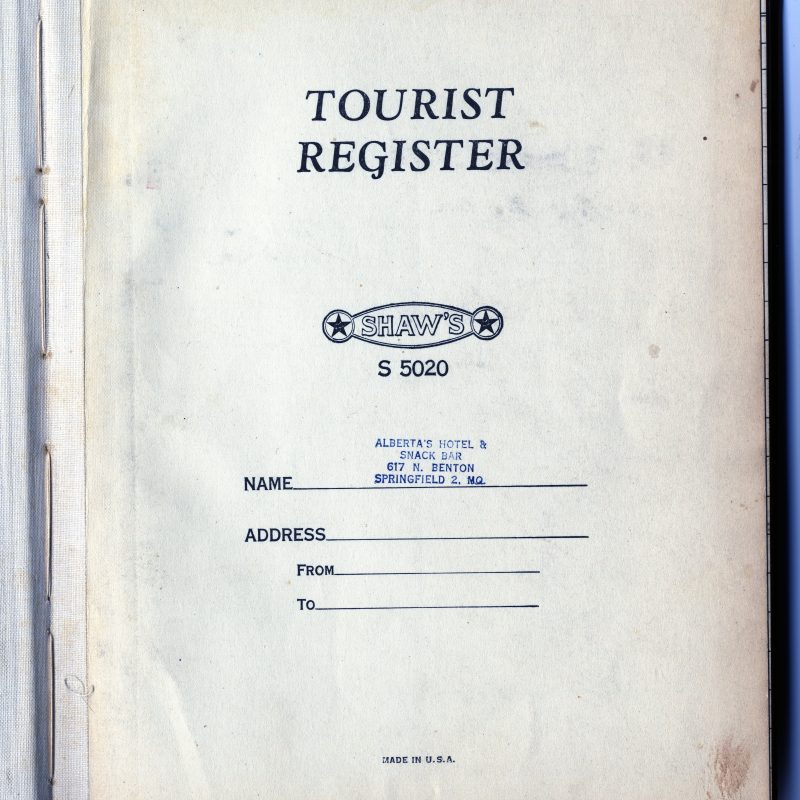 TOURIST
REGISTER
SHAW'S
S 5020
ALBERTA'S HOTEL &
SNACK BAR
617 N. BENTON
SPRINGFIELD 2, MO.
NAME
ADDRESS
FROM
TO
MADE IN U.S.A.